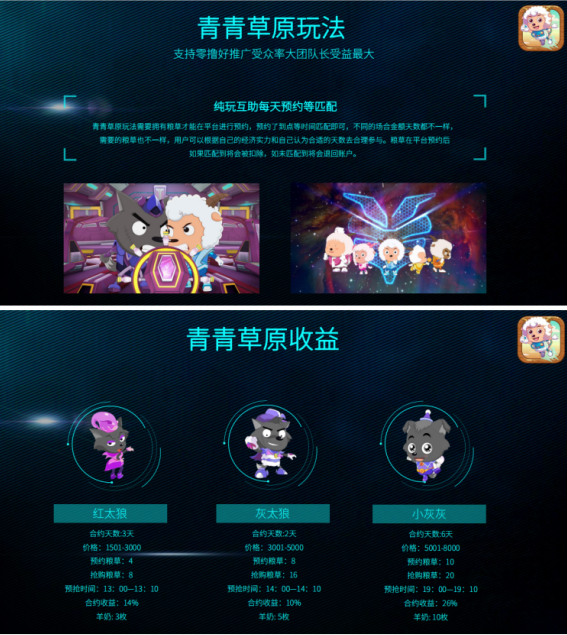 青青草原玩法
支持零撸好推广受众率大团队长受益最大
纯玩互助每天预约等匹配
青青草原玩法需要拥有粮草才能在平台进行预约，预约了到点等时间匹配即可，不同的场合金额天数都不一样，
需要的粮草也不一样，用户可以根据自己的经济实力和自己认为合适的天数去合理参与。粮草在平台预约后
如果匹配到将会被扣除，如未匹配到将会退回账户。
青青草原收益
红太狼
合约天数:3天
价格：1501-3000
预约粮草：4
抢购粮草：8
预抢时间：13：00—13：10
合约收益：14%
羊奶: 3枚
灰太狼
合约天数:2天
价格：3001-5000
预约粮草：8
抢购粮草：16
预抢时间：14：00—14：10
合约收益：10%
羊奶: 5枚
小灰灰
合约天数:6天
价格：5001-8000
预约粮草：10
抢购粮草：20
预抢时间：19：00—19：10
合约收益：26%
羊奶: 10枚